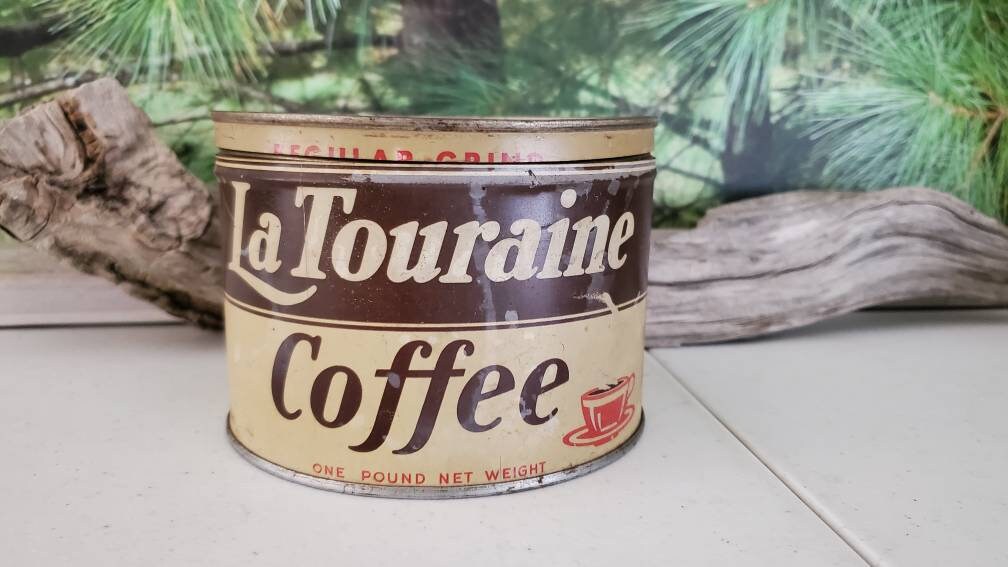 REGULAR GRIND
La Touraine
Coffee
ONE POUND NET WEIGHT